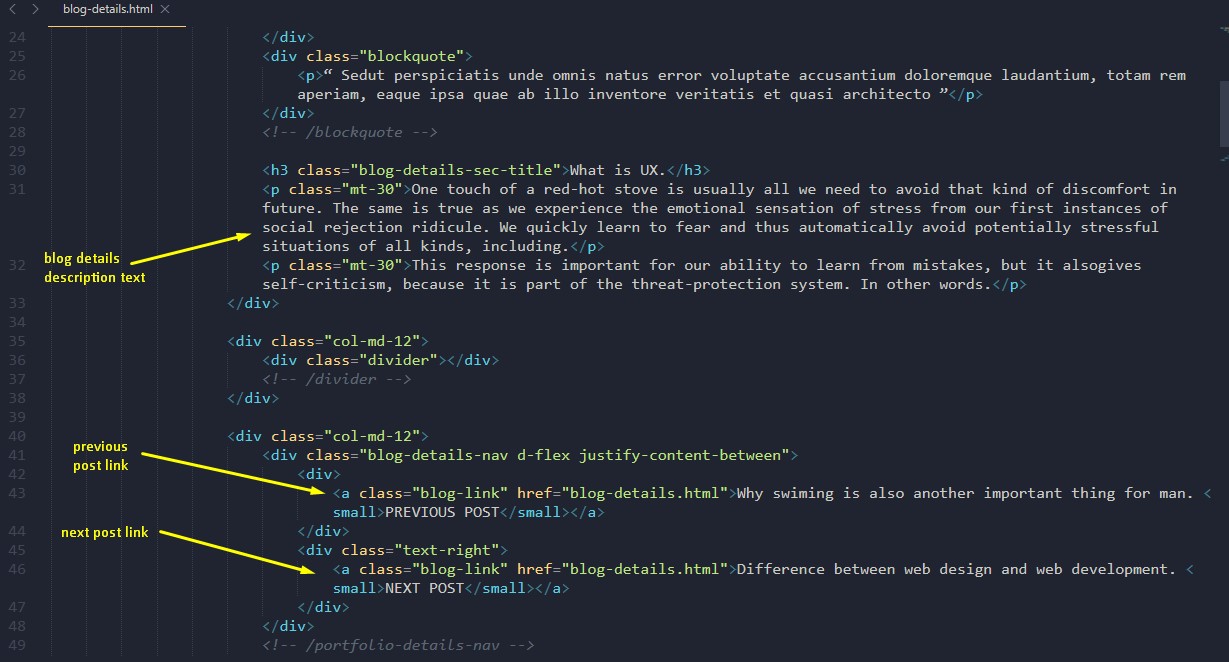 blog-details.html
24 </div>
25 <div class="blockquote">
26 <p>“ Sedut perspiciatis unde omnis natus error voluptate accusantium doloremque laudantium, totam rem
aperiam, eaque ipsa quae ab illo inventore veritatis et quasi architecto ”</p>
27 </div>
28 <!-- /blockquote -->
29
30 <h3 class="blog-details-sec-title">What is UX.</h3>
31 <p class="mt-30">One touch of a red-hot stove is usually all we need to avoid that kind of discomfort in
future. The same is true as we experience the emotional sensation of stress from our first instances of
social rejection ridicule. We quickly learn to fear and thus automatically avoid potentially stressful
situations of all kinds, including.</p>
blog details
description text
32 <p class="mt-30">This response is important for our ability to learn from mistakes, but it alsogives
self-criticism, because it is part of the threat-protection system. In other words.</p>
33 </div>
34
35 <div class="col-md-12">
36 <div class="divider"></div>
37 <!-- /divider -->
38 </div>
39
40 <div class="col-md-12">
previous
post link
41 <div class="blog-details-nav d-flex justify-content-between">
42 <div>
43 <a class="blog-link" href="blog-details.html">Why swiming is also another important thing for man. <
small>PREVIOUS POST</small></a>
44 </div>
next post link
45 <div class="text-right">
46 <a class="blog-link" href="blog-details.html">Difference between web design and web development. <
small>NEXT POST</small></a>
47 </div>
48 </div>
49 <!-- /portfolio-details-nav -->